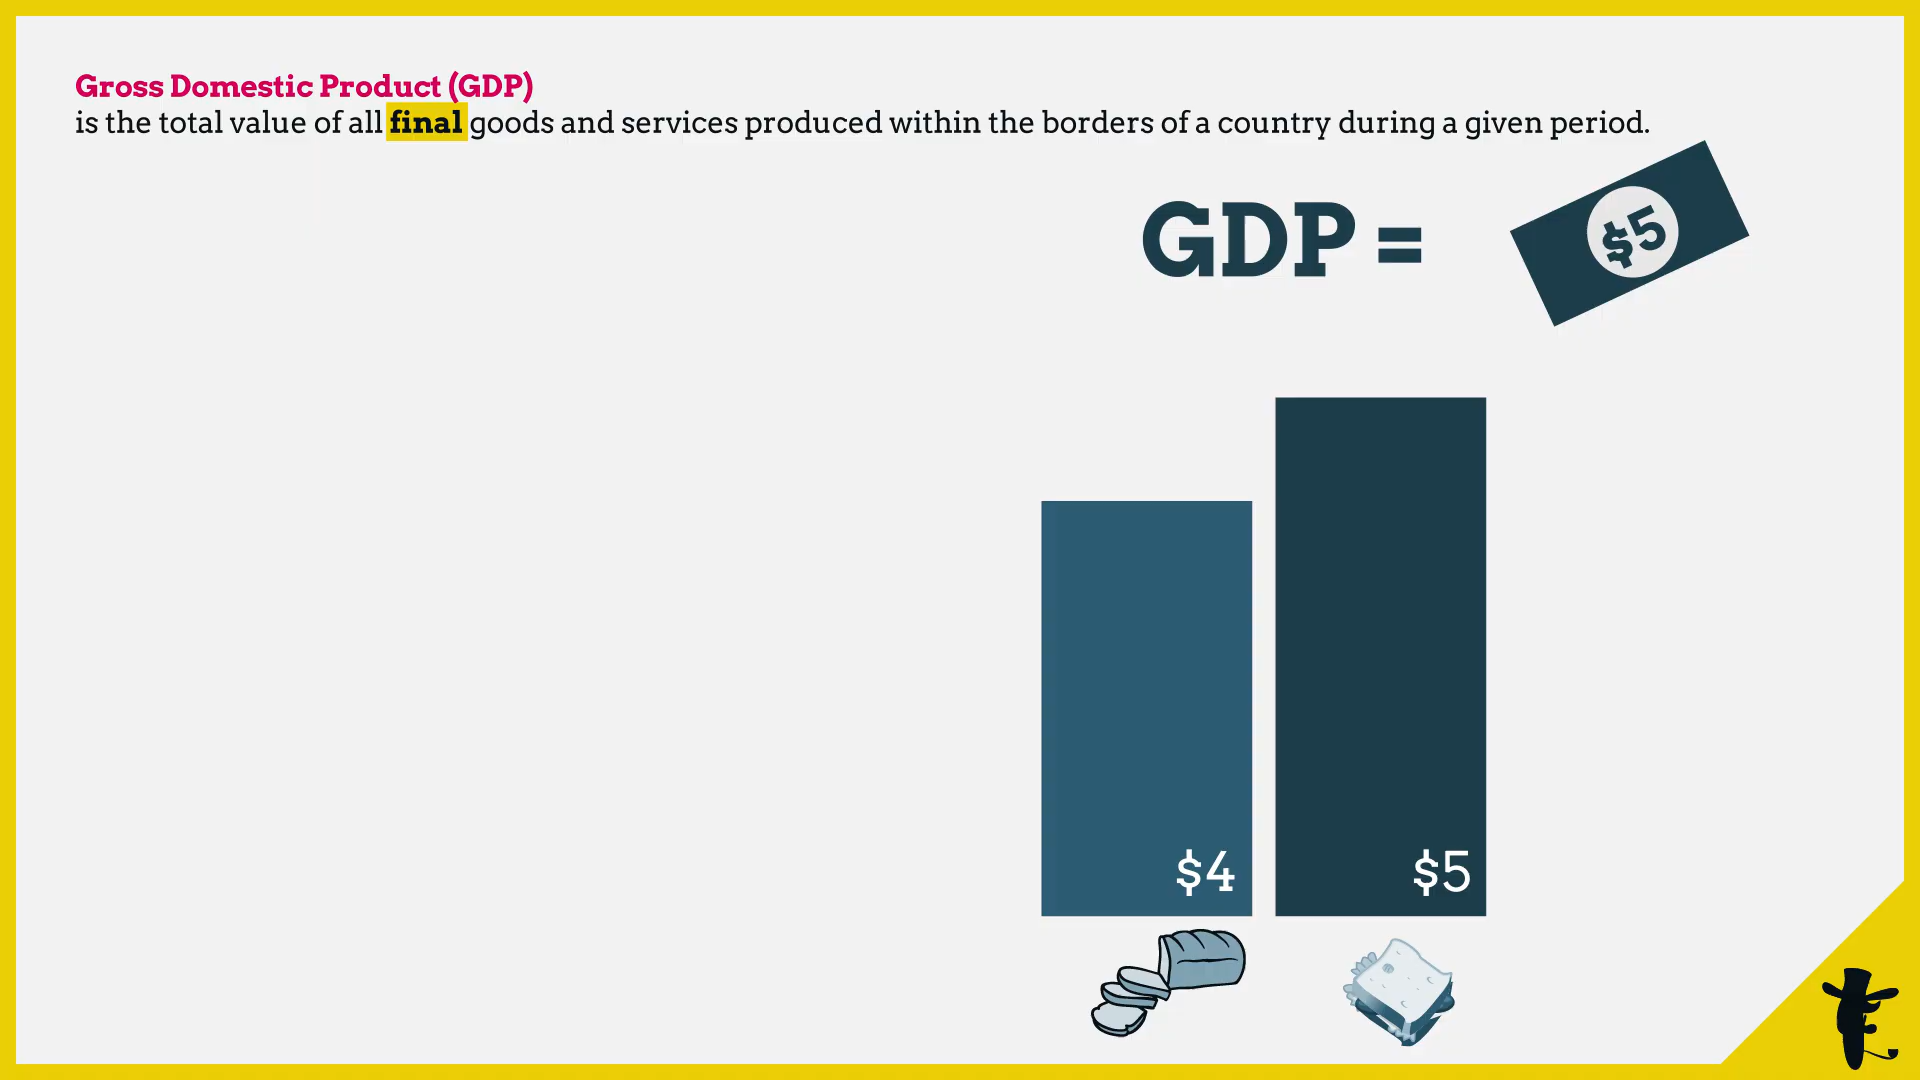 Gross Domestic Product (GDP)
is the total value of all final goods and services produced within the borders of a country during a given period.
GDP = $5
$4 $5